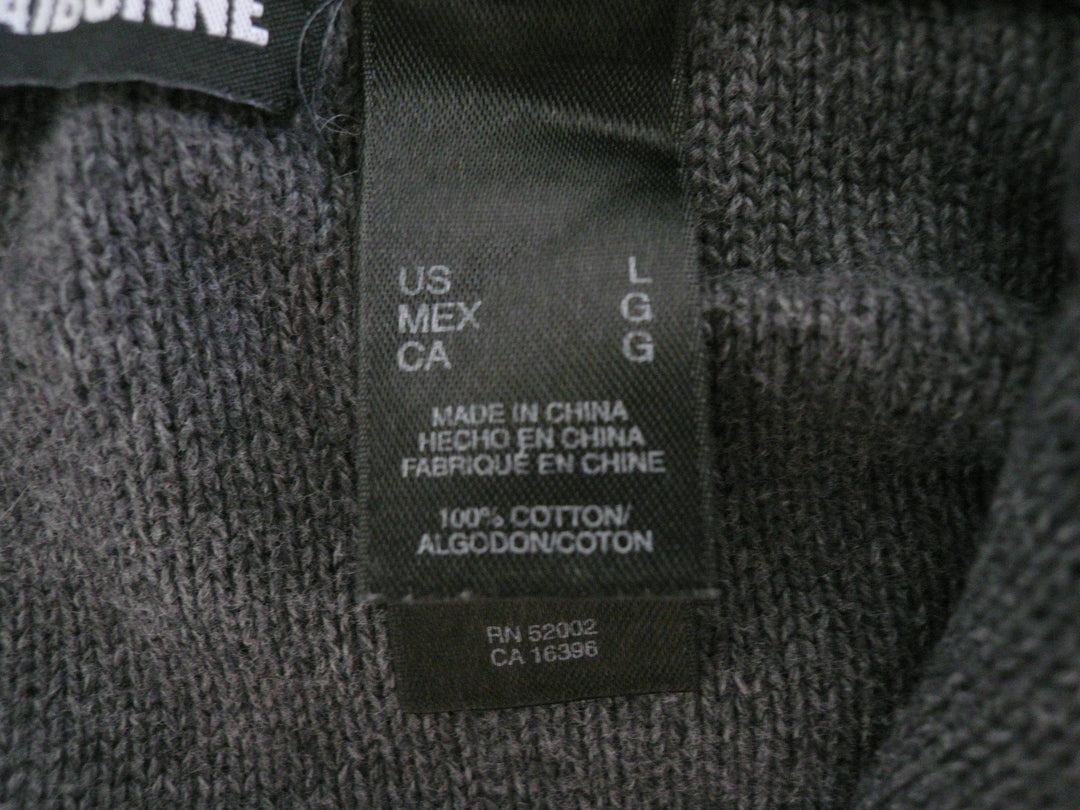 US L
MEX G
CA G
MADE IN CHINA
HECHO EN CHINA
FABRIQUÉ EN CHINE
100% COTTON/
ALGODON/COTON
RN 52002
CA 16396